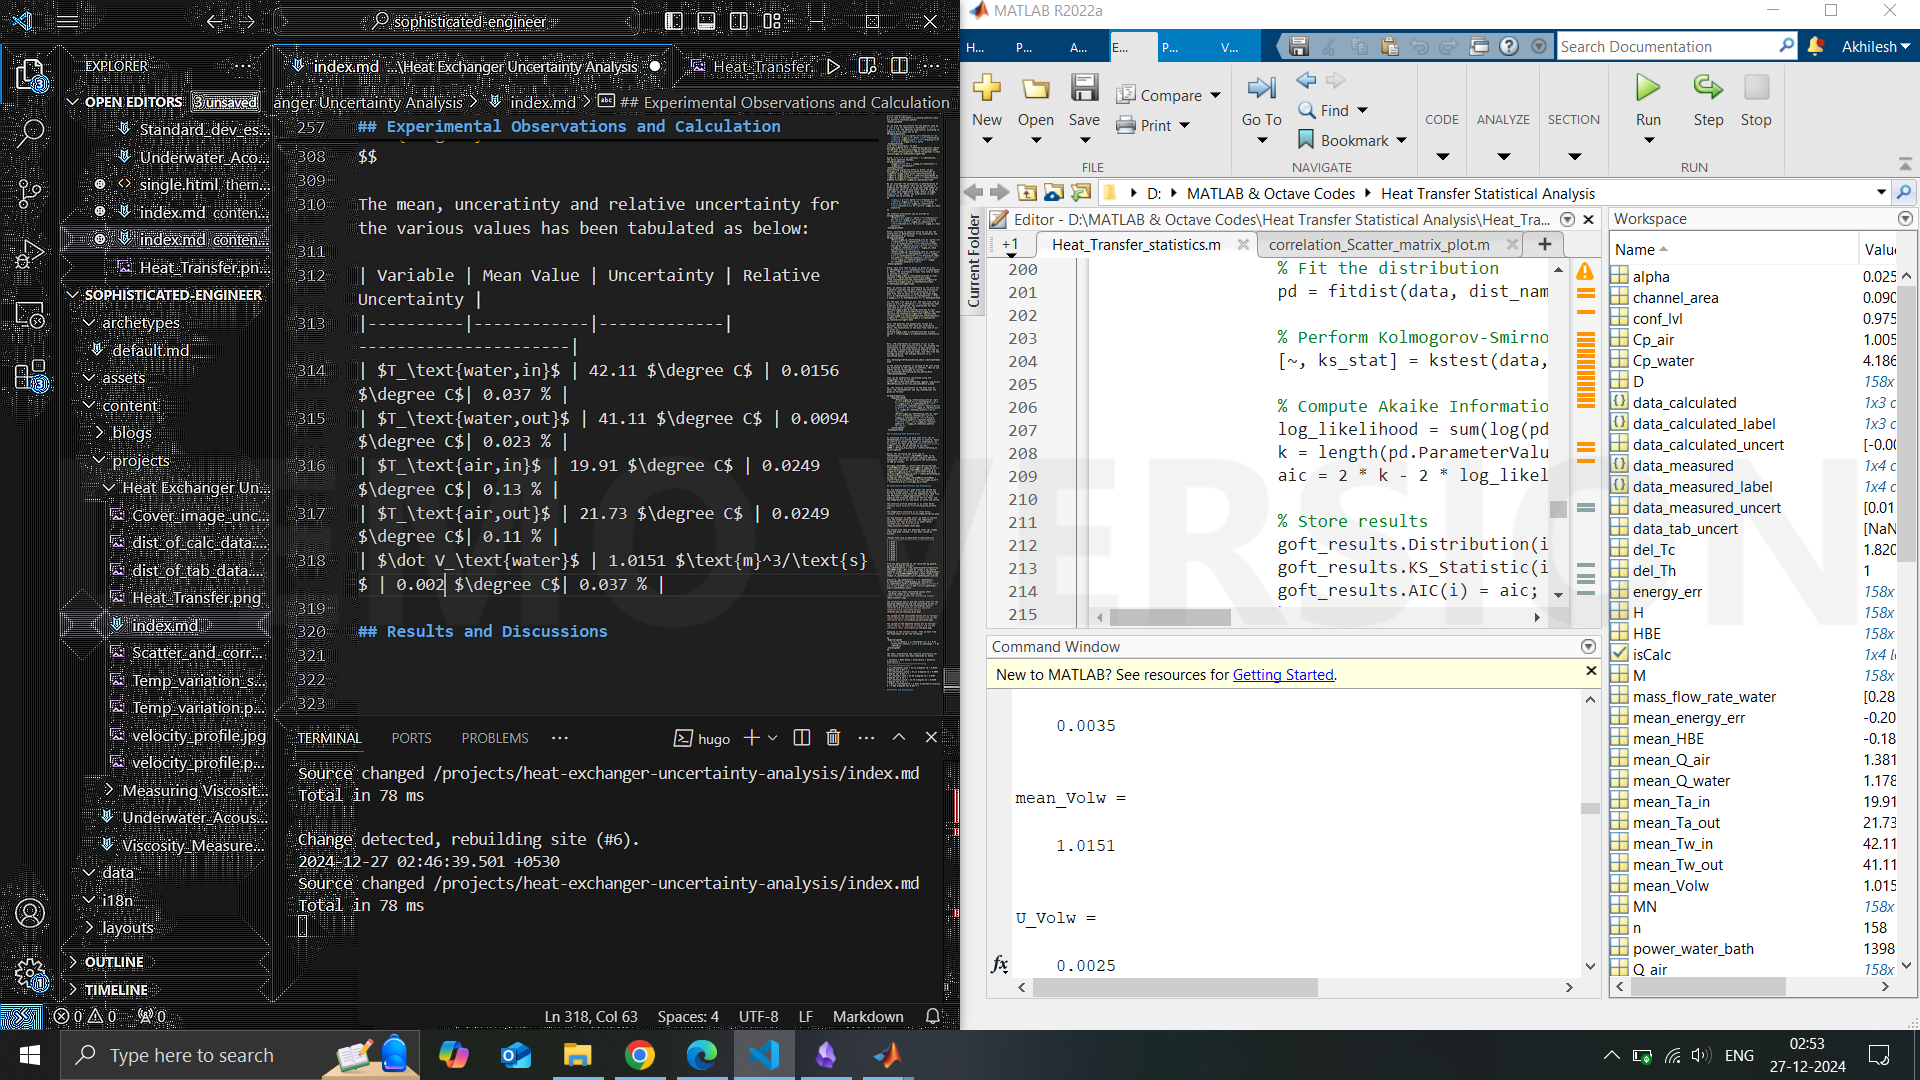 sophisticated-engineer
EXPLORER
OPEN EDITORS 3 unsaved
Standard_dev_es...
Underwater_Aco...
single.html them...
index.md conten...
index.md conten...
Heat_Transfer.pn...
SOPHISTICATED-ENGINEER
archetypes
default.md
assets
content
blogs
projects
Heat Exchanger Un...
Cover_image_unc...
dist_of_calc_data....
dist_of_tab_data....
Heat_Transfer.png
index.md
Scatter_and_corr...
Temp_variation_s...
Temp_variation.p...
velocity_profile.jpg
velocity_profile.p...
Measuring Viscosit...
Underwater_Acous...
Viscosity_Measure...
data
i18n
layouts
OUTLINE
TIMELINE
index.md ...\Heat Exchanger Uncertainty Analysis
Heat_Transfer.
anger Uncertainty Analysis > index.md > ## Experimental Observations and Calculation
257 ## Experimental Observations and Calculation
308 $$
309
310 The mean, unceratinty and relative uncertainty for
the various values has been tabulated as below:
311
312 | Variable | Mean Value | Uncertainty | Relative
Uncertainty |
313 |----------|------------|-------------|
----------------------|
314 | $T_\text{water,in}$ | 42.11 $\degree C$ | 0.0156
$\degree C$| 0.037 % |
315 | $T_\text{water,out}$ | 41.11 $\degree C$ | 0.0094
$\degree C$| 0.023 % |
316 | $T_\text{air,in}$ | 19.91 $\degree C$ | 0.0249
$\degree C$| 0.13 % |
317 | $T_\text{air,out}$ | 21.73 $\degree C$ | 0.0249
$\degree C$| 0.11 % |
318 | $\dot V_\text{water}$ | 1.0151 $\text{m}^3/\text{s}
$ | 0.002 $\degree C$| 0.037 % |
319
320 ## Results and Discussions
321
322
323
TERMINAL PORTS PROBLEMS ... hugo
Source changed /projects/heat-exchanger-uncertainty-analysis/index.md
Total in 78 ms
Change detected, rebuilding site (#6).
2024-12-27 02:46:39.501 +0530
Source changed /projects/heat-exchanger-uncertainty-analysis/index.md
Total in 78 ms
0 0 0 Ln 318, Col 63 Spaces: 4 UTF-8 LF Markdown
MATLAB R2022a
H... P... A... E... P... V... Search Documentation Akhilesh
New Open Save Compare Print
Go To Find Bookmark
CODE ANALYZE SECTION
Run Step Stop
FILE NAVIGATE RUN
D: MATLAB & Octave Codes Heat Transfer Statistical Analysis
Current Folder
Editor - D:\MATLAB & Octave Codes\Heat Transfer Statistical Analysis\Heat_Tra...
+1 Heat_Transfer_statistics.m correlation_Scatter_matrix_plot.m
200 % Fit the distribution
201 pd = fitdist(data, dist_nam
202
203 % Perform Kolmogorov-Smirno
204 [~, ks_stat] = kstest(data,
205
206 % Compute Akaike Informatio
207 log_likelihood = sum(log(pd
208 k = length(pd.ParameterValu
209 aic = 2 * k - 2 * log_likel
210
211 % Store results
212 goft_results.Distribution(i
213 goft_results.KS_Statistic(i
214 goft_results.AIC(i) = aic;
215
Command Window
New to MATLAB? See resources for Getting Started.
0.0035
mean_Volw =
1.0151
U_Volw =
0.0025
fx
Workspace
Name Value
alpha 0.025
channel_area 0.090
conf_lvl 0.975
Cp_air 1.005
Cp_water 4.186
D 158x
data_calculated 1x3 c
data_calculated_label 1x3 c
data_calculated_uncert [-0.00
data_measured 1x4 c
data_measured_label 1x4 c
data_measured_uncert [0.01
data_tab_uncert [NaN
del_Tc 1.820
del_Th 1
energy_err 158x
H 158x
HBE 158x
isCalc 1x4 l
M 158x
mass_flow_rate_water [0.28
mean_energy_err -0.20
mean_HBE -0.18
mean_Q_air 1.381
mean_Q_water 1.178
mean_Ta_in 19.91
mean_Ta_out 21.73
mean_Tw_in 42.11
mean_Tw_out 41.11
mean_Volw 1.015
MN 158x
n 158
power_water_bath 1398
Q_air 158x
EMO VERSION
Type here to search
ENG
02:53
27-12-2024